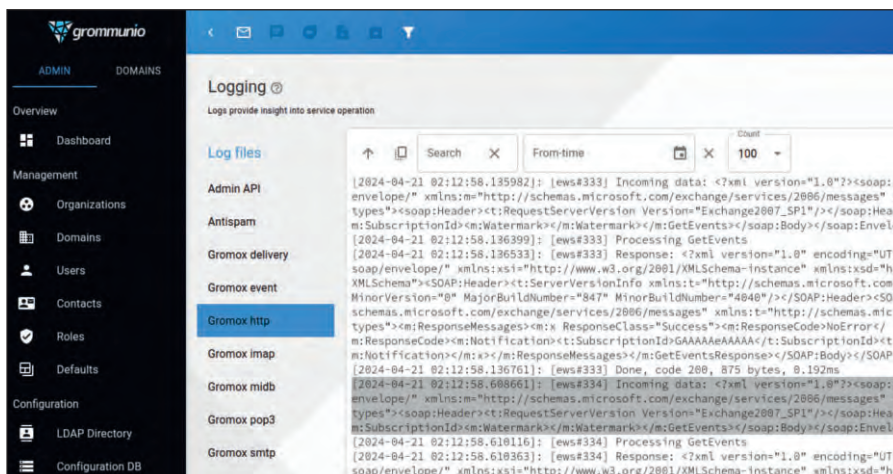 grommunio
ADMIN DOMAINS
Overview
Dashboard
Management
Organizations
Domains
Users
Contacts
Roles
Defaults
Configuration
LDAP Directory
Configuration DB
Logging
Logs provide insight into service operation
Log files
Admin API
Antispam
Gromox delivery
Gromox event
Gromox http
Gromox imap
Gromox midb
Gromox pop3
Gromox smtp
Search
From-time
Count
100
[2024-04-21 02:12:58.135982]: [ews#333] Incoming data: <?xml version="1.0"?><soap:
envelope/" xmlns:m="http://schemas.microsoft.com/exchange/services/2006/messages"
types"><soap:Header><t:RequestServerVersion Version="Exchange2007_SP1"/></soap:Hea
m:SubscriptionId><m:Watermark></m:Watermark></m:GetEvents></soap:Body></soap:Envel
[2024-04-21 02:12:58.136399]: [ews#333] Processing GetEvents
[2024-04-21 02:12:58.136533]: [ews#333] Response: <?xml version="1.0" encoding="UT
soap/envelope/" xmlns:xsi="http://www.w3.org/2001/XMLSchema-instance" xmlns:xsd="h
XMLSchema"><SOAP:Header><t:ServerVersionInfo xmlns:t="http://schemas.microsoft.com
MinorVersion="0" MajorBuildNumber="847" MinorBuildNumber="4040"/></SOAP:Header><SO
schemas.microsoft.com/exchange/services/2006/messages" xmlns:t="http://schemas.mic
types"><m:ResponseMessages><m:x ResponseClass="Success"><m:ResponseCode>NoError</
m:ResponseCode><m:Notification><t:SubscriptionId>GAAAAAeAAAAA</t:SubscriptionId><t
m:Notification></m:x></m:ResponseMessages></m:GetEventsResponse></SOAP:Body></SOAP
[2024-04-21 02:12:58.136761]: [ews#333] Done, code 200, 875 bytes, 0.192ms
[2024-04-21 02:12:58.608661]: [ews#334] Incoming data: <?xml version="1.0"?><soap:
envelope/" xmlns:m="http://schemas.microsoft.com/exchange/services/2006/messages"
types"><soap:Header><t:RequestServerVersion Version="Exchange2007_SP1"/></soap:Hea
m:SubscriptionId><m:Watermark></m:Watermark></m:GetEvents></soap:Body></soap:Envel
[2024-04-21 02:12:58.610116]: [ews#334] Processing GetEvents
[2024-04-21 02:12:58.610363]: [ews#334] Response: <?xml version="1.0" encoding="UT
soap/envelope/" xmlns:xsi="http://www.w3.org/2001/XMLSchema-instance" xmlns:xsd="h